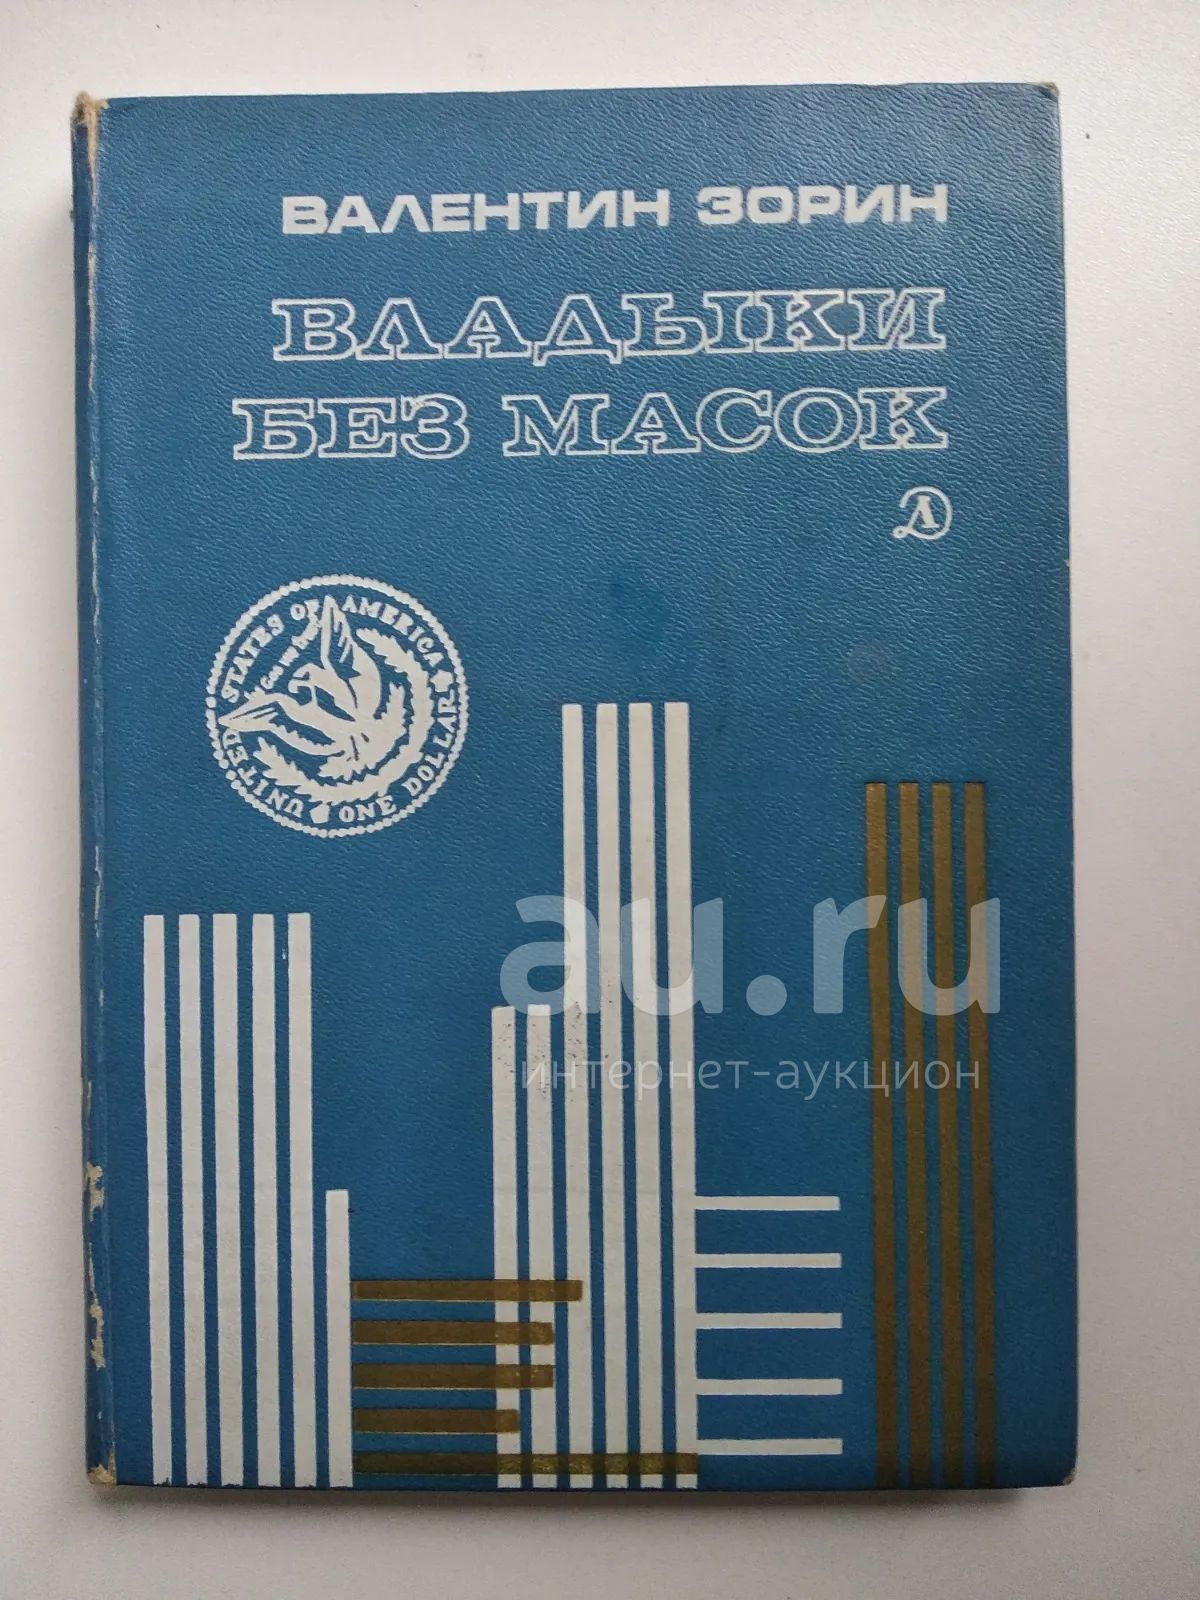 ВАЛЕНТИН ЗОРИН
ВЛАДЫКИ
БЕЗ МАСОК
Д Л
UNITED STATES OF AMERICA
ONE DOLLAR
au.ru
интернет-аукцион